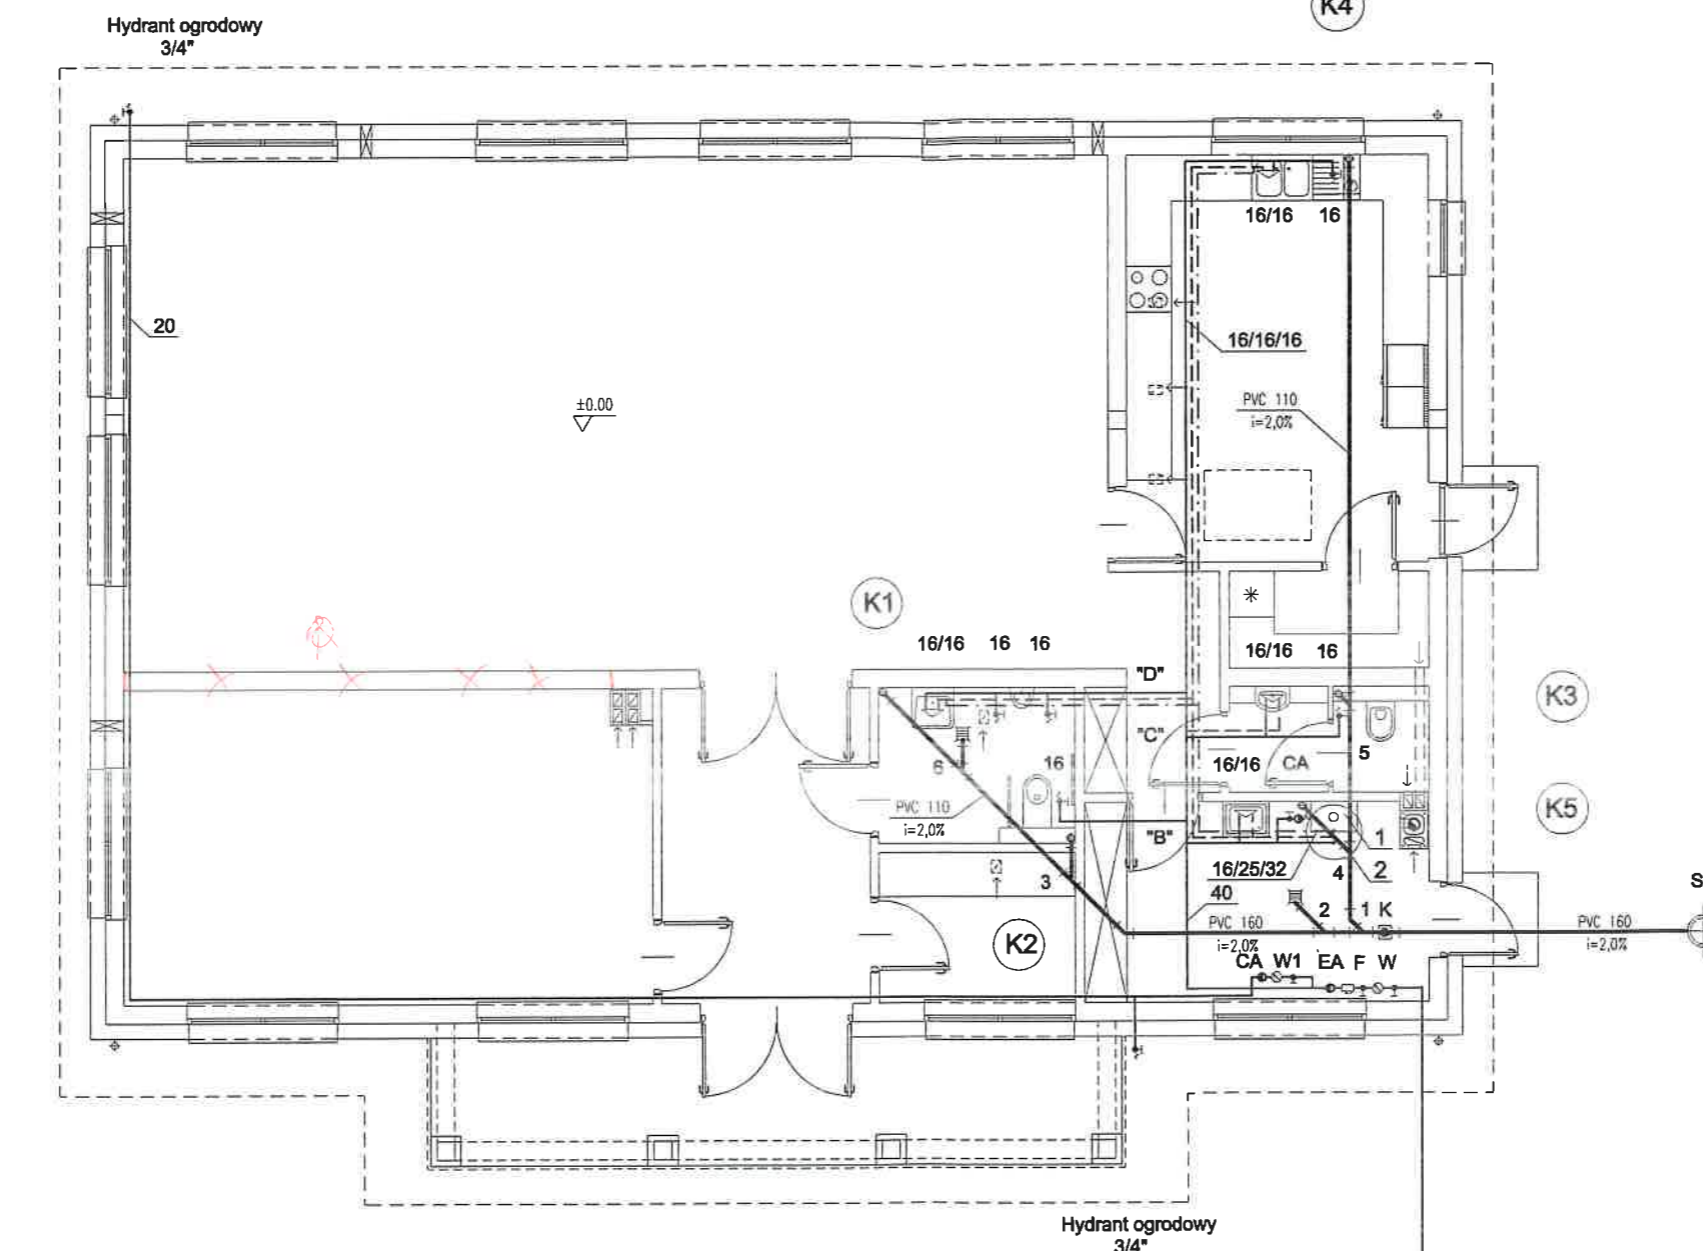 K4
Hydrant ogrodowy
3/4"
16/16 16
20
16/16/16
±0.00
PVC 110
i=2,0%
K1
16/16 16 16
16/16 16
"D"
K3
"C"
5
6
16
16/16 CA
PVC 110
i=2,0%
K5
"B"
1
3
16/25/32
4
2
40
2
1 K
K2
PVC 160
i=2,0%
PVC 160
i=2,0%
S
CA W1 EA F W
Hydrant ogrodowy
3/4"